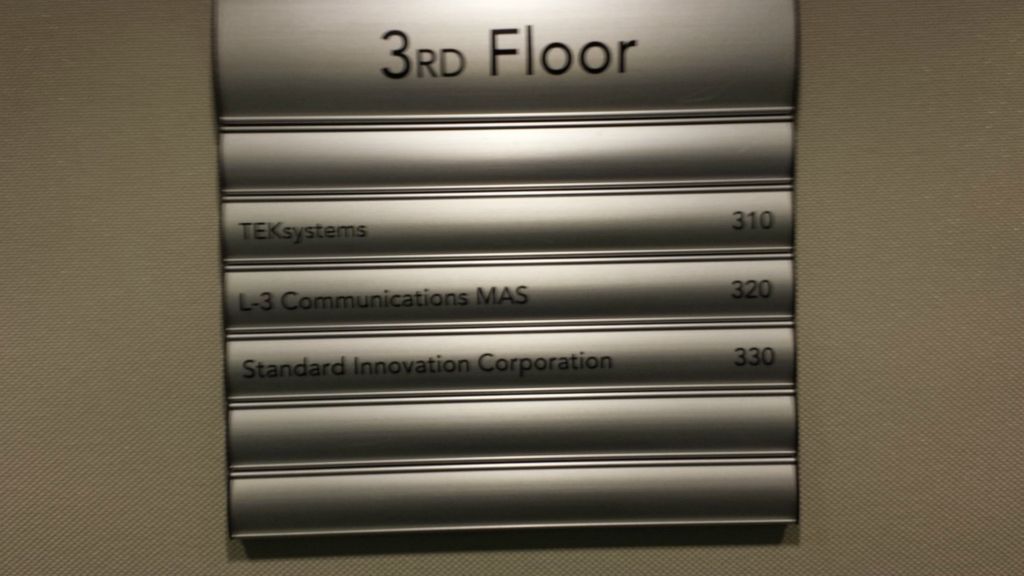 3RD Floor
TEKsystems 310
L-3 Communications MAS 320
Standard Innovation Corporation 330